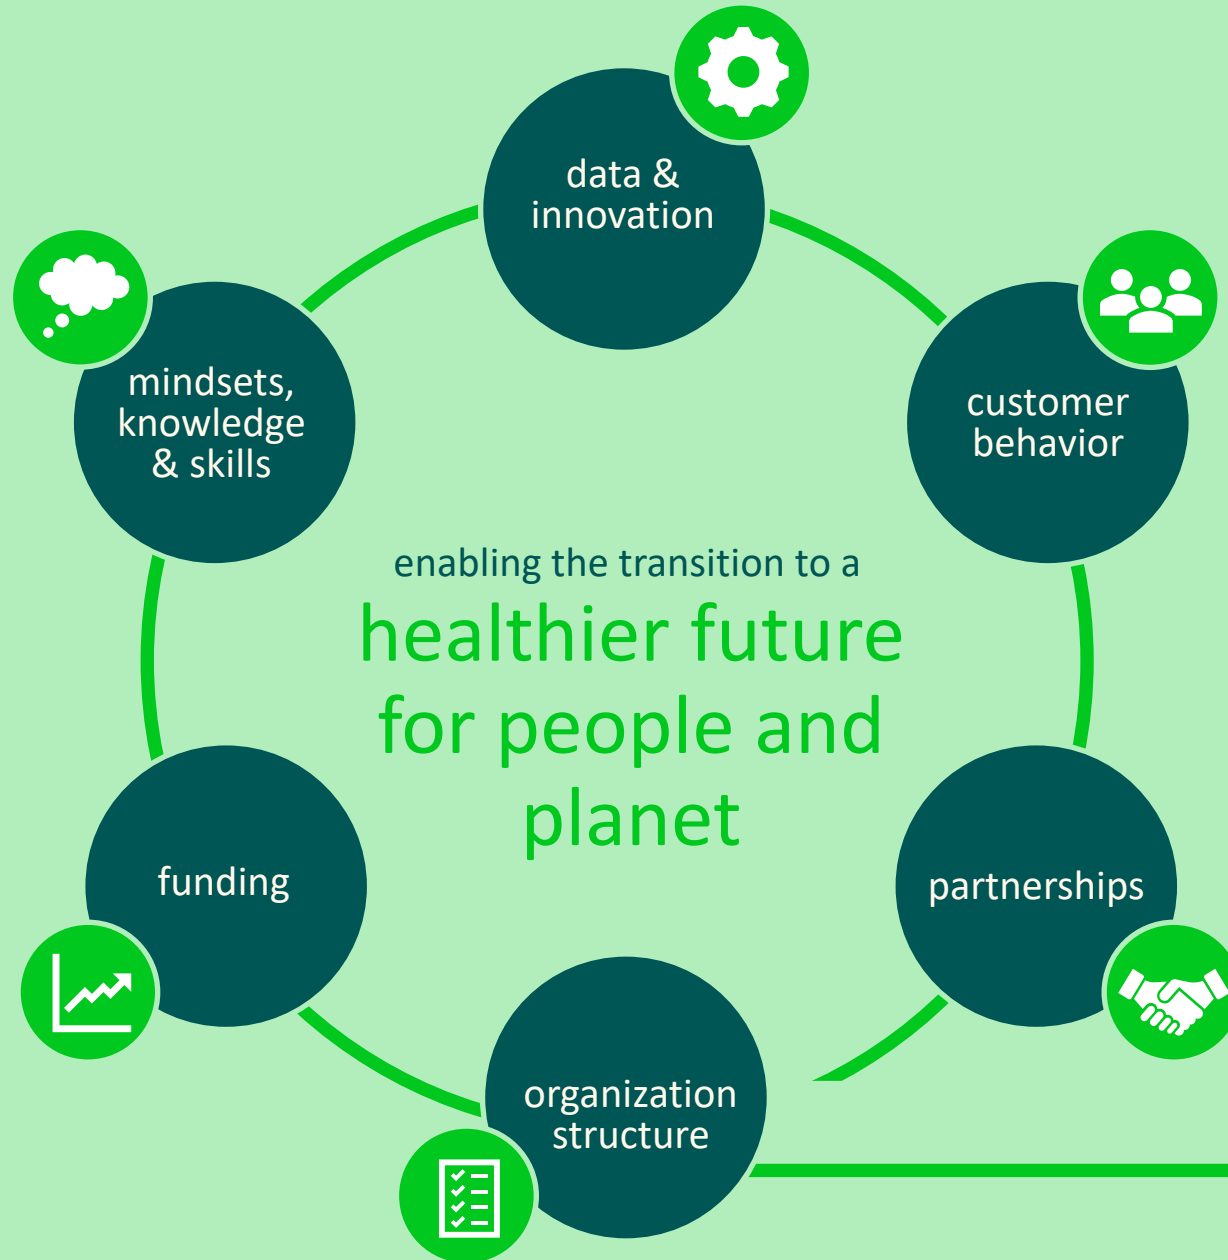 data &
innovation
mindsets,
knowledge
& skills
customer
behavior
enabling the transition to a
healthier future
for people and
planet
funding
partnerships
organization
structure